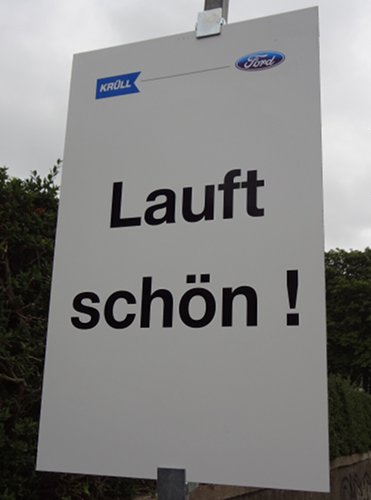 KRÜLL Ford
Lauft
schön !